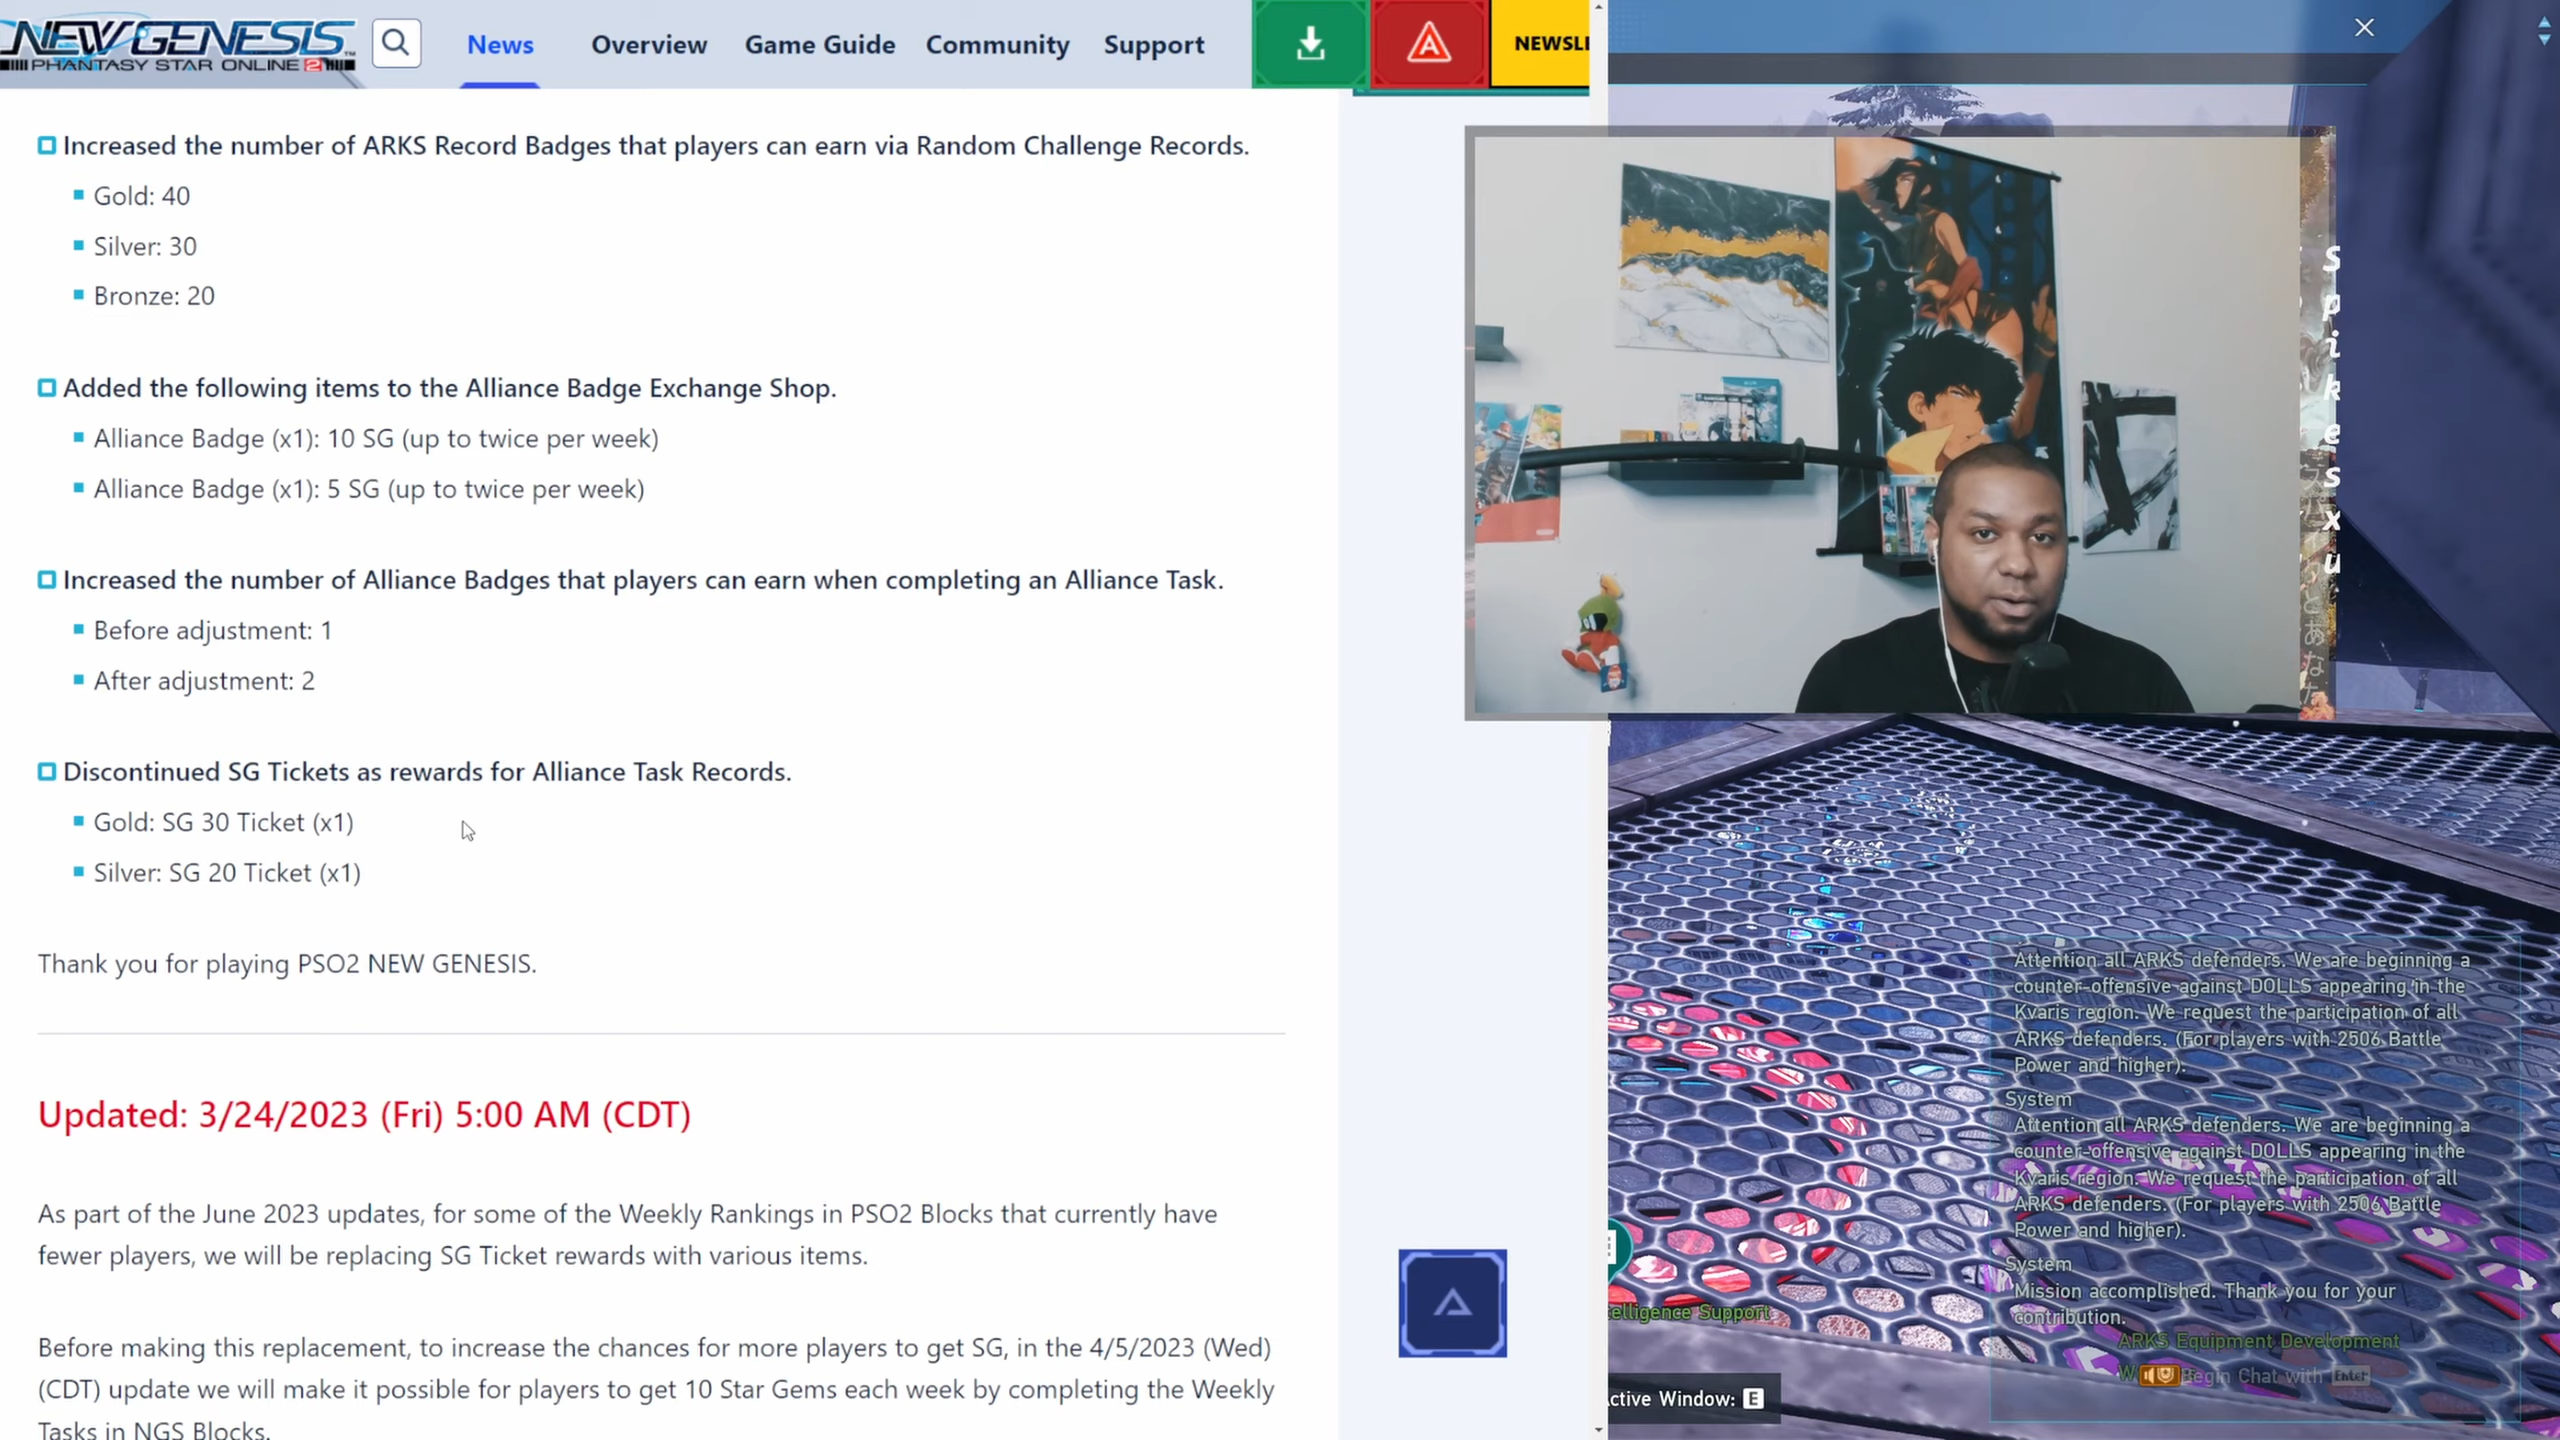 NEW GENESIS
PHANTASY STAR ONLINE 2
News
Overview
Game Guide
Community
Support
Increased the number of ARKS Record Badges that players can earn via Random Challenge Records.
Gold: 40
Silver: 30
Bronze: 20
Added the following items to the Alliance Badge Exchange Shop.
Alliance Badge (x1): 10 SG (up to twice per week)
Alliance Badge (x1): 5 SG (up to twice per week)
Increased the number of Alliance Badges that players can earn when completing an Alliance Task.
Before adjustment: 1
After adjustment: 2
Discontinued SG Tickets as rewards for Alliance Task Records.
Gold: SG 30 Ticket (x1)
Silver: SG 20 Ticket (x1)
Thank you for playing PSO2 NEW GENESIS.
Updated: 3/24/2023 (Fri) 5:00 AM (CDT)
As part of the June 2023 updates, for some of the Weekly Rankings in PSO2 Blocks that currently have
fewer players, we will be replacing SG Ticket rewards with various items.
Before making this replacement, to increase the chances for more players to get SG, in the 4/5/2023 (Wed)
(CDT) update we will make it possible for players to get 10 Star Gems each week by completing the Weekly
Tasks in NGS Blocks.
NEWSL
Spikesxu
Attention all ARKS defenders. We are beginning a
counter-offensive against DOLLS appearing in the
Kvaris region. We request the participation of all
ARKS defenders. (For players with 2506 Battle
Power and higher).
System
Attention all ARKS defenders. We are beginning a
counter-offensive against DOLLS appearing in the
Kvaris region. We request the participation of all
ARKS defenders. (For players with 2506 Battle
Power and higher).
System
Mission accomplished. Thank you for your
contribution.
ARKS Equipment Development
Begin Chat with Enter
elligence Support
ctive Window: E